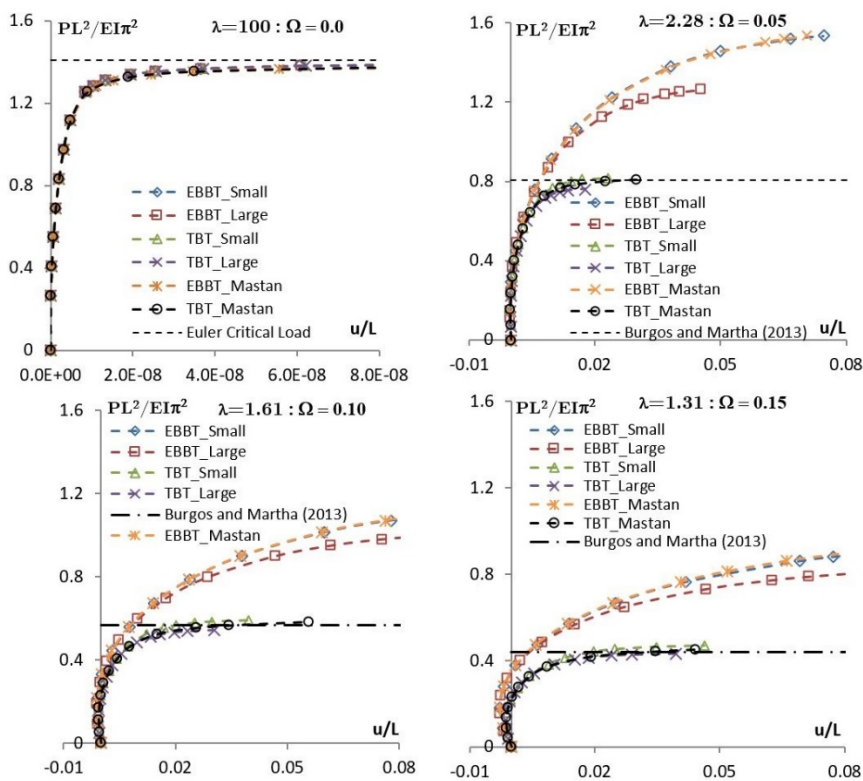 PL²/EIπ² λ=100 : Ω = 0.0
1.6
1.2
0.8
0.4
0
EBBT_Small
EBBT_Large
TBT_Small
TBT_Large
EBBT_Mastan
TBT_Mastan
Euler Critical Load
u/L
0.0E+00 2.0E-08 4.0E-08 6.0E-08 8.0E-08
PL²/EIπ² λ=2.28 : Ω = 0.05
1.6
1.2
0.8
0.4
0
EBBT_Small
EBBT_Large
TBT_Small
TBT_Large
EBBT_Mastan
TBT_Mastan
Burgos and Martha (2013)
u/L
-0.01 0.02 0.05 0.08
PL²/EIπ² λ=1.61 : Ω = 0.10
1.6
1.2
0.8
0.4
0
EBBT_Small
EBBT_Large
TBT_Small
TBT_Large
Burgos and Martha (2013)
EBBT_Mastan
u/L
-0.01 0.02 0.05 0.08
PL²/EIπ² λ=1.31 : Ω = 0.15
1.6
1.2
0.8
0.4
0
EBBT_Small
EBBT_Large
TBT_Small
TBT_Large
EBBT_Mastan
TBT_Mastan
Burgos and Martha (2013)
u/L
-0.01 0.02 0.05 0.08